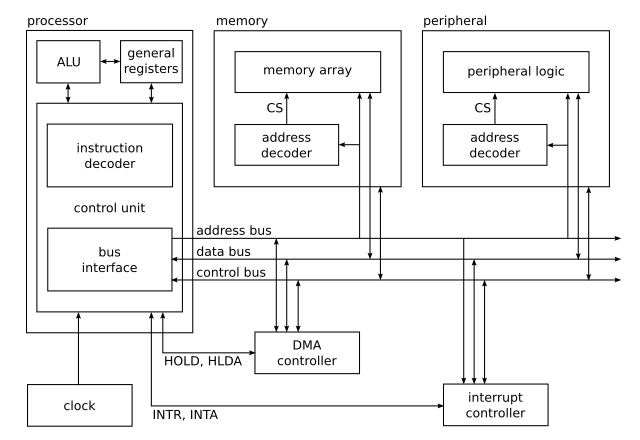 processor
memory
peripheral
ALU
general
registers
memory array
peripheral logic
CS
CS
address
decoder
address
decoder
instruction
decoder
control unit
address bus
bus
interface
data bus
control bus
DMA
controller
HOLD, HLDA
clock
interrupt
controller
INTR, INTA